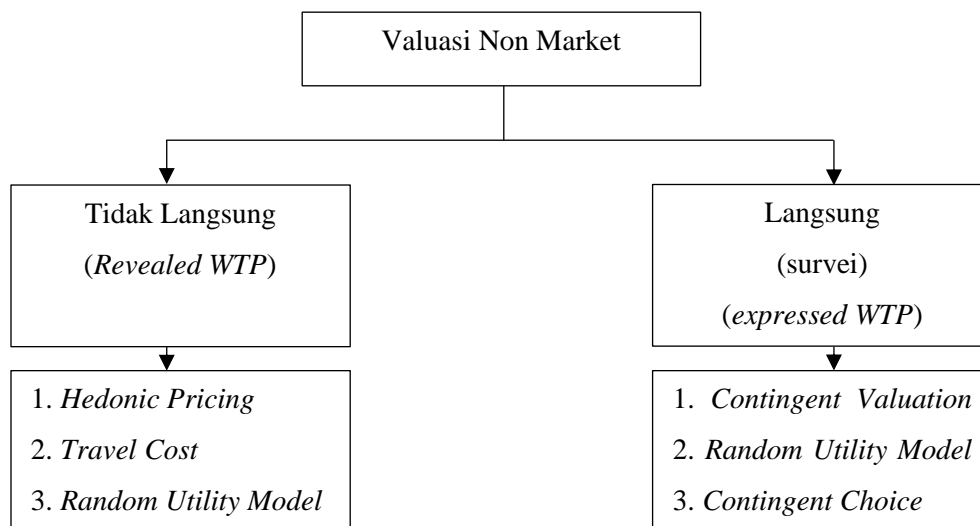 Valuasi Non Market
Tidak Langsung
(Revealed WTP)
Langsung
(survei)
(expressed WTP)
1. Hedonic Pricing
2. Travel Cost
3. Random Utility Model
1. Contingent Valuation
2. Random Utility Model
3. Contingent Choice